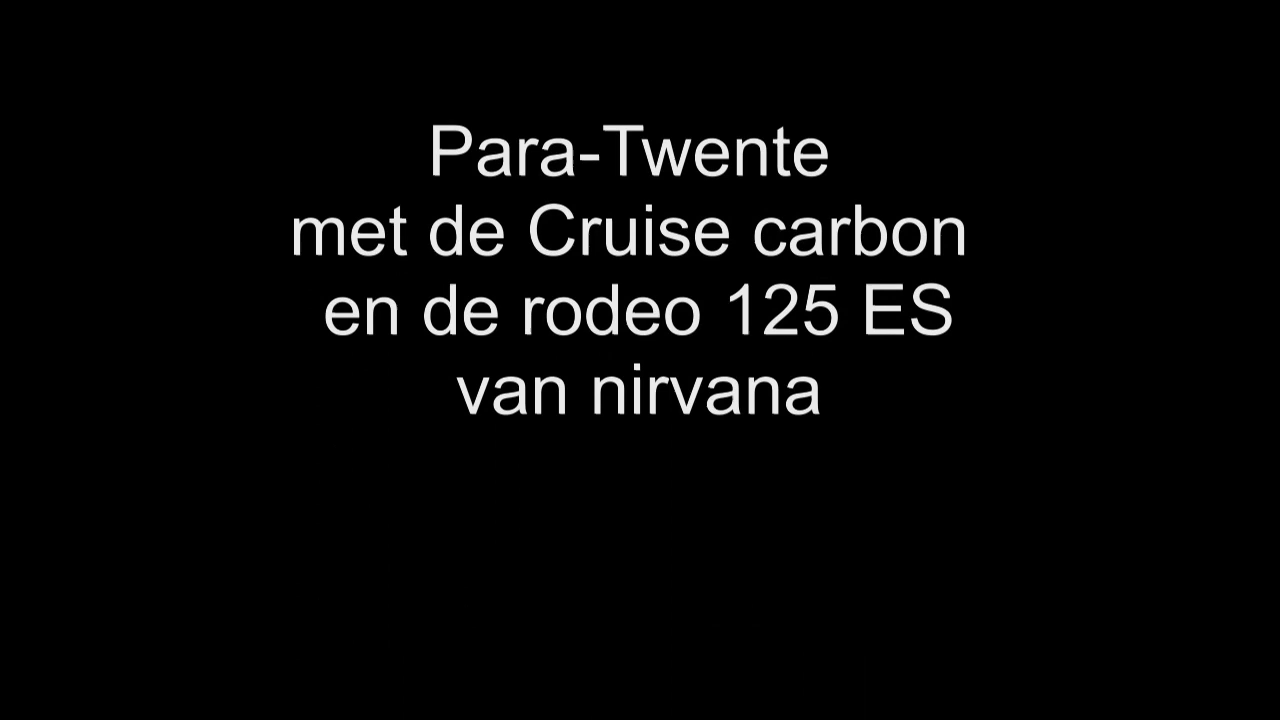 Para-Twente
met de Cruise carbon
en de rodeo 125 ES
van nirvana